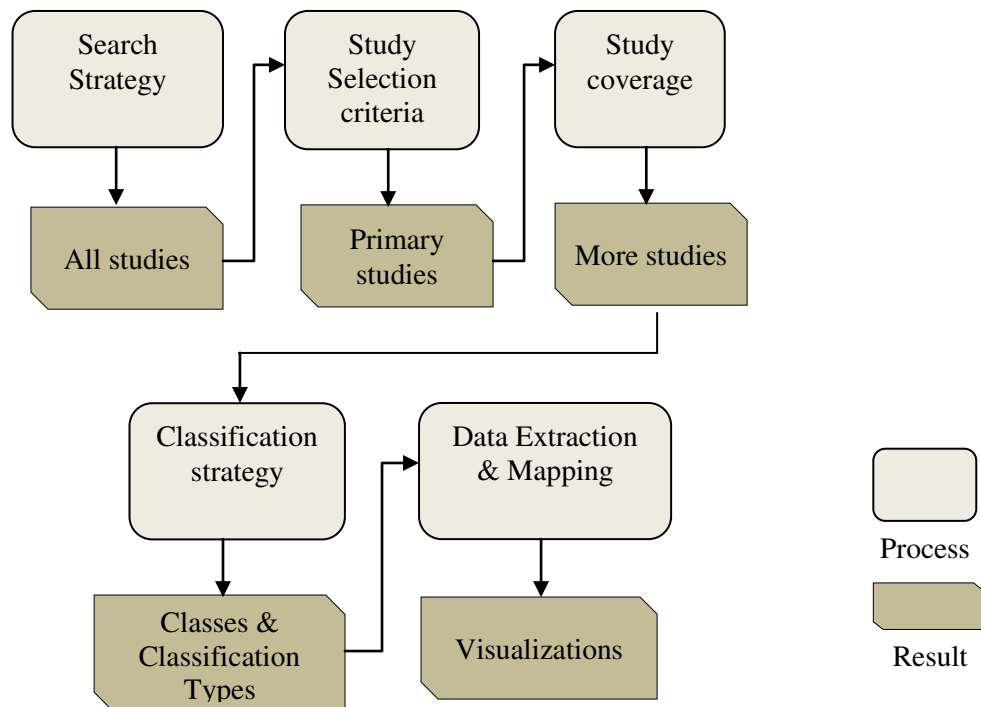 Search
Strategy
Study
Selection
criteria
Study
coverage
All studies
Primary
studies
More studies
Classification
strategy
Data Extraction
& Mapping
Classes &
Classification
Types
Visualizations
Process
Result